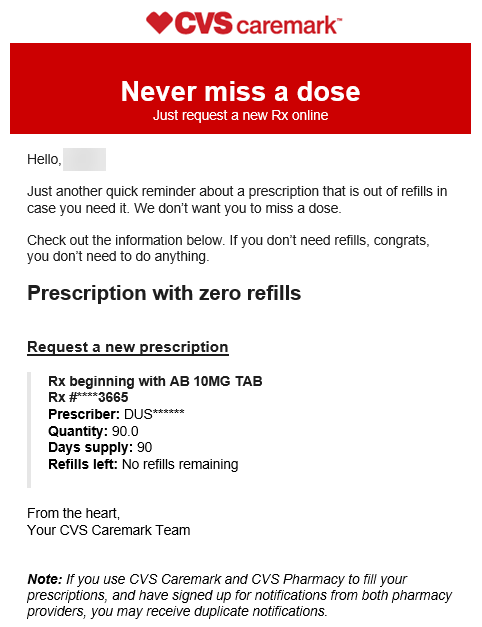 CVS caremark™
Never miss a dose
Just request a new Rx online
Hello,
Just another quick reminder about a prescription that is out of refills in
case you need it. We don’t want you to miss a dose.
Check out the information below. If you don’t need refills, congrats,
you don’t need to do anything.
Prescription with zero refills
Request a new prescription
Rx beginning with AB 10MG TAB
Rx #****3665
Prescriber: DUS******
Quantity: 90.0
Days supply: 90
Refills left: No refills remaining
From the heart,
Your CVS Caremark Team
Note: If you use CVS Caremark and CVS Pharmacy to fill your
prescriptions, and have signed up for notifications from both pharmacy
providers, you may receive duplicate notifications.